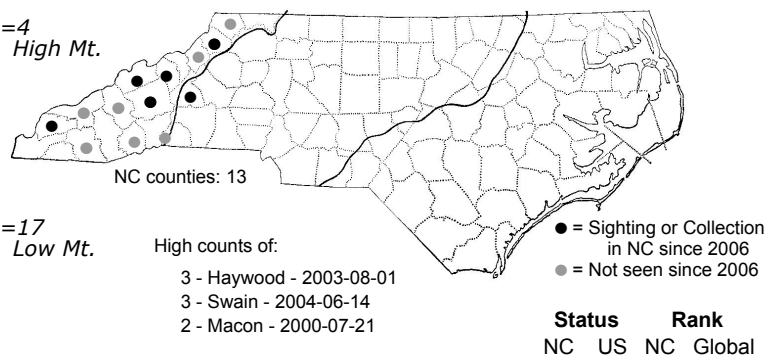 =4
High Mt.
NC counties: 13
=17
Low Mt.
High counts of:
3 - Haywood - 2003-08-01
3 - Swain - 2004-06-14
2 - Macon - 2000-07-21
● = Sighting or Collection
in NC since 2006
● = Not seen since 2006
Status Rank
NC US NC Global